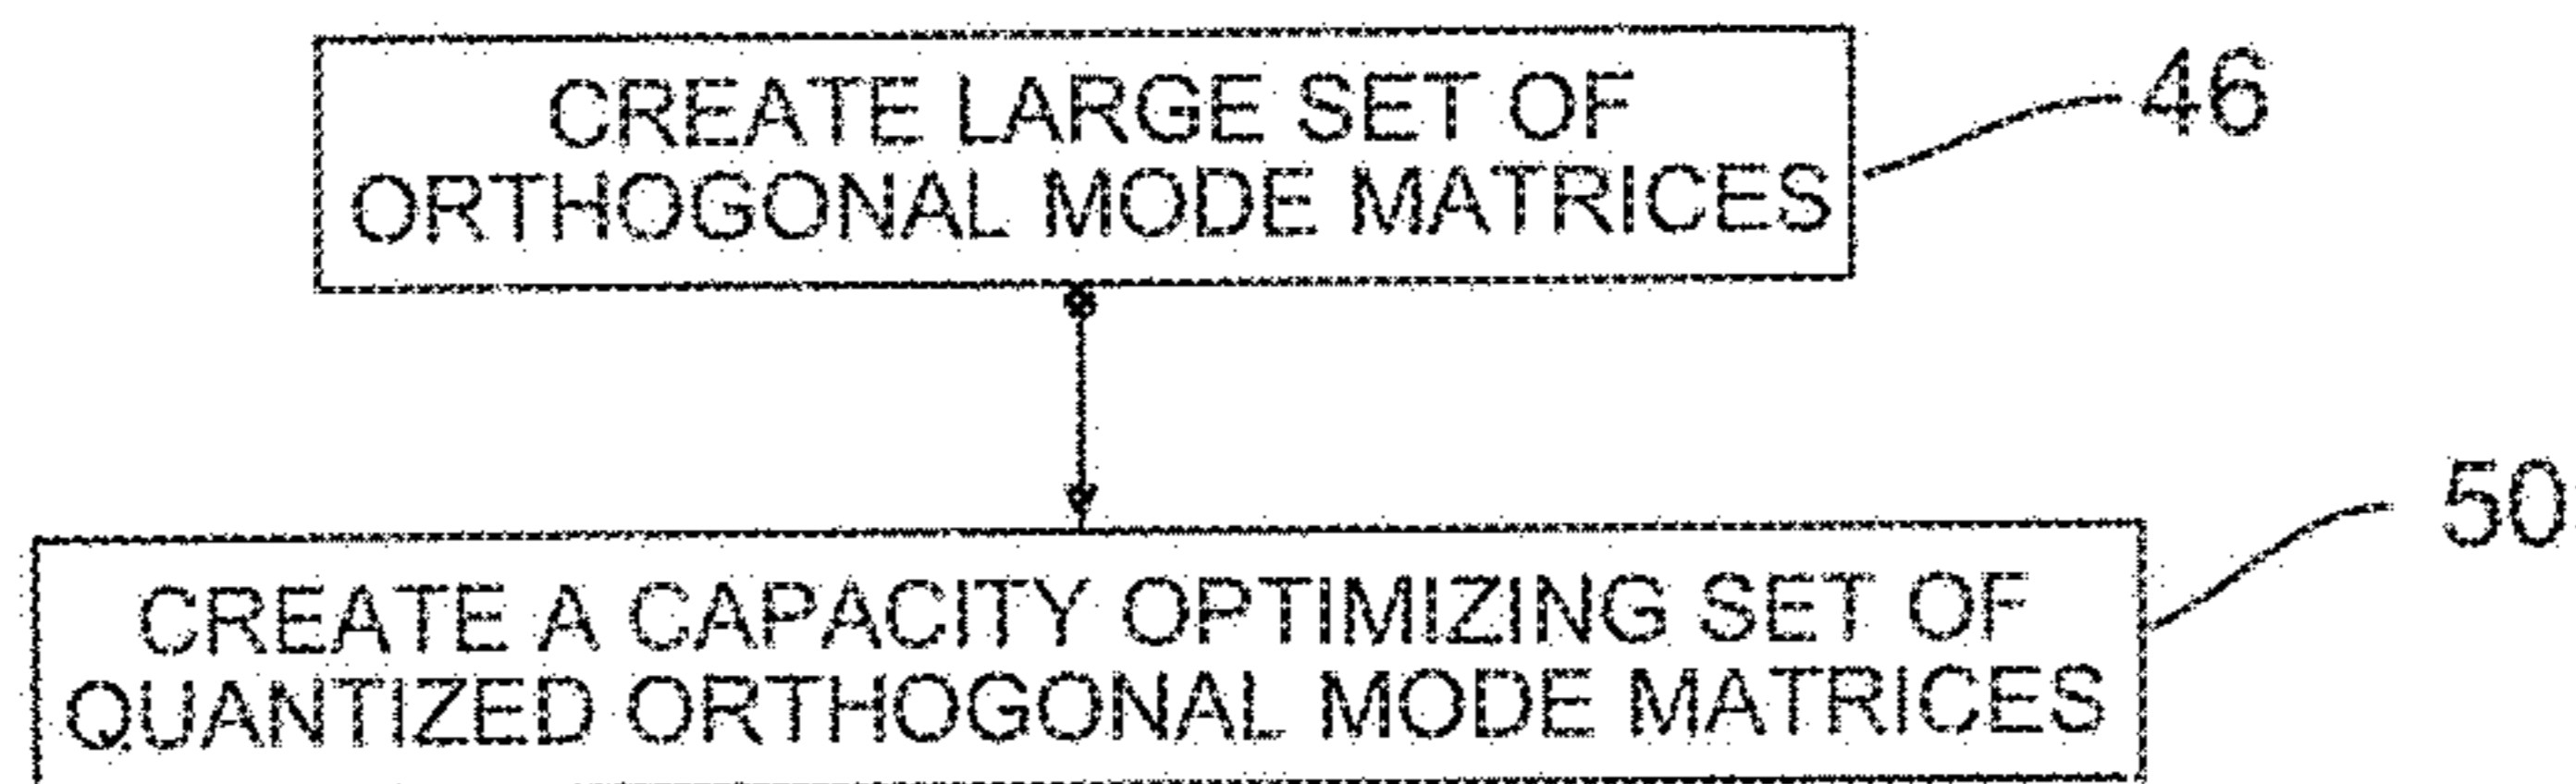 CREATE LARGE SET OF
ORTHOGONAL MODE MATRICES
46
50
CREATE A CAPACITY OPTIMIZING SET OF
QUANTIZED ORTHOGONAL MODE MATRICES